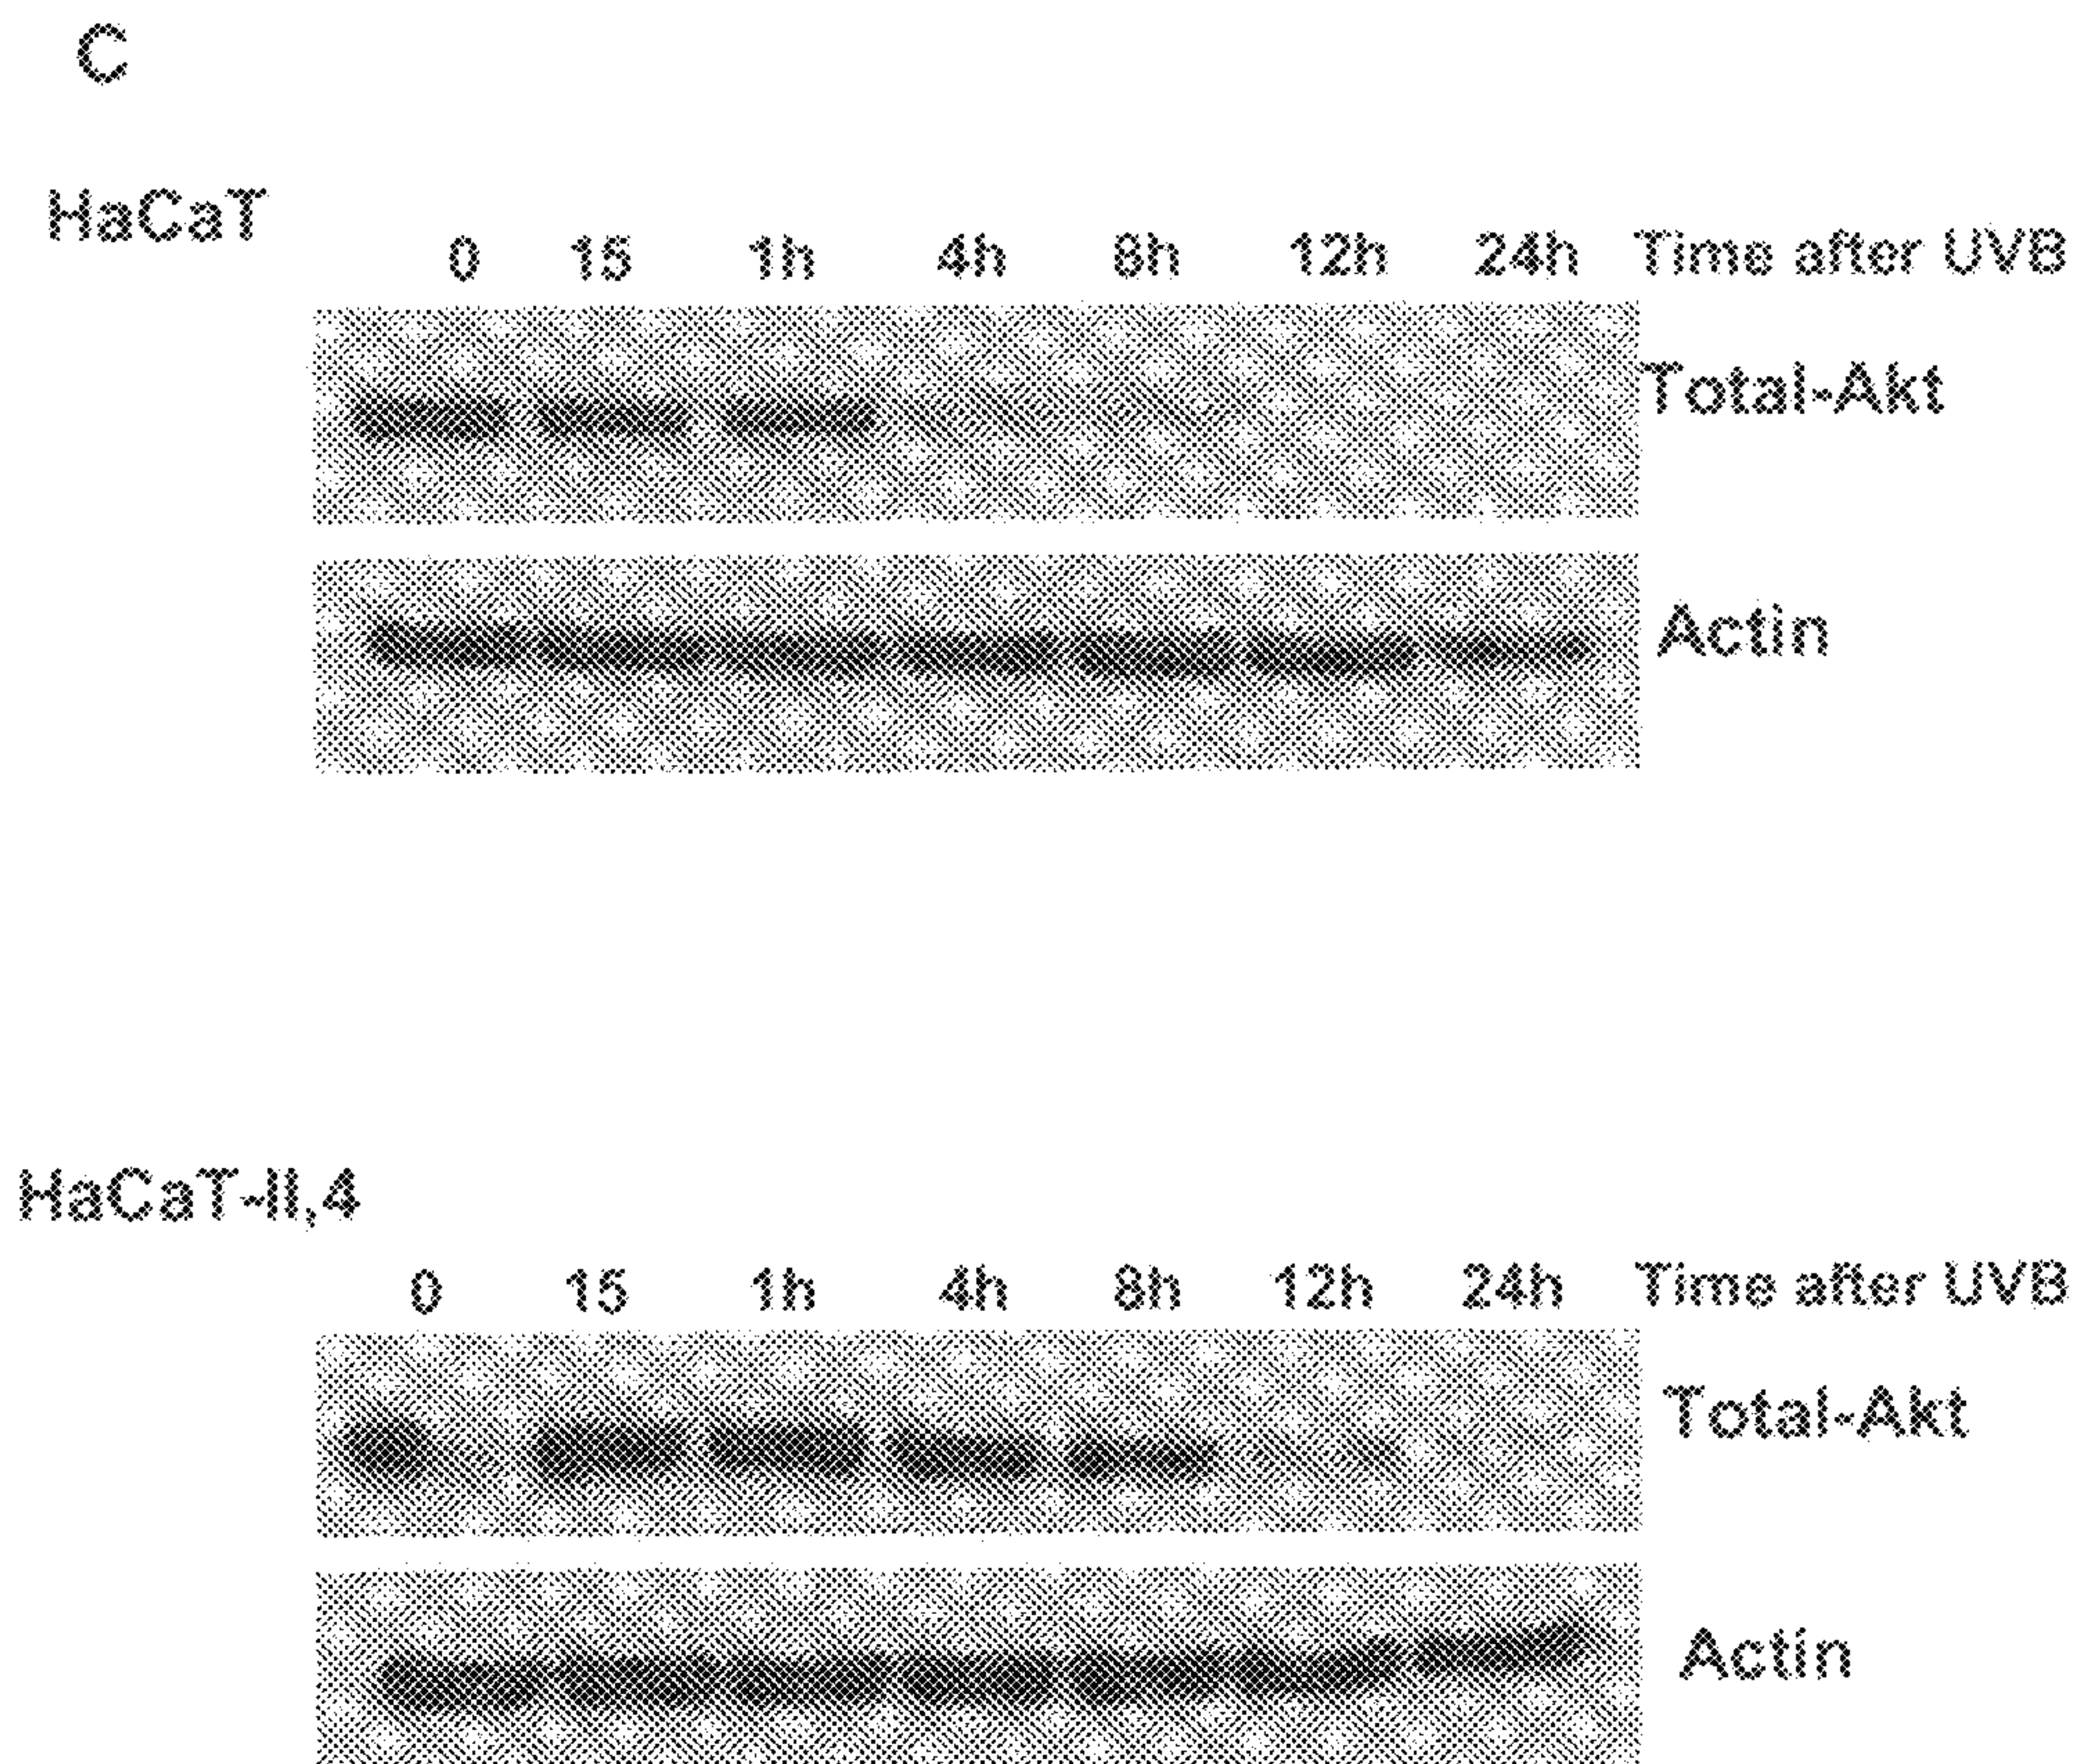 C
HaCaT
0 15 1h 4h 8h 12h 24h Time after UVB
Total-Akt
Actin
HaCaT-II,4
0 15 1h 4h 8h 12h 24h Time after UVB
Total-Akt
Actin